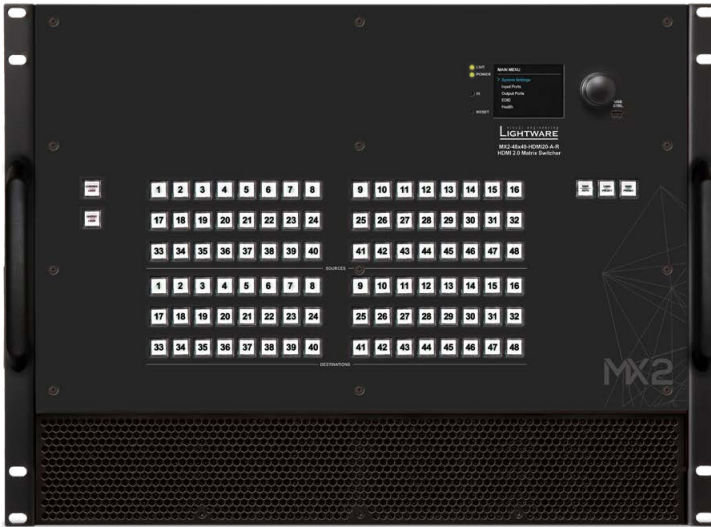 LIVE
POWER
IR
RESET
MAIN MENU
System Settings
Input Ports
Output Ports
EDID
Health
USB
CTRL
visual engineering
LIGHTWARE
MX2-48x48-HDMI20-A-R
HDMI 2.0 Matrix Switcher
1 2 3 4 5 6 7 8 9 10 11 12 13 14 15 16
17 18 19 20 21 22 23 24 25 26 27 28 29 30 31 32
33 34 35 36 37 38 39 40 41 42 43 44 45 46 47 48
SOURCES
1 2 3 4 5 6 7 8 9 10 11 12 13 14 15 16
17 18 19 20 21 22 23 24 25 26 27 28 29 30 31 32
33 34 35 36 37 38 39 40 41 42 43 44 45 46 47 48
DESTINATIONS
MX2